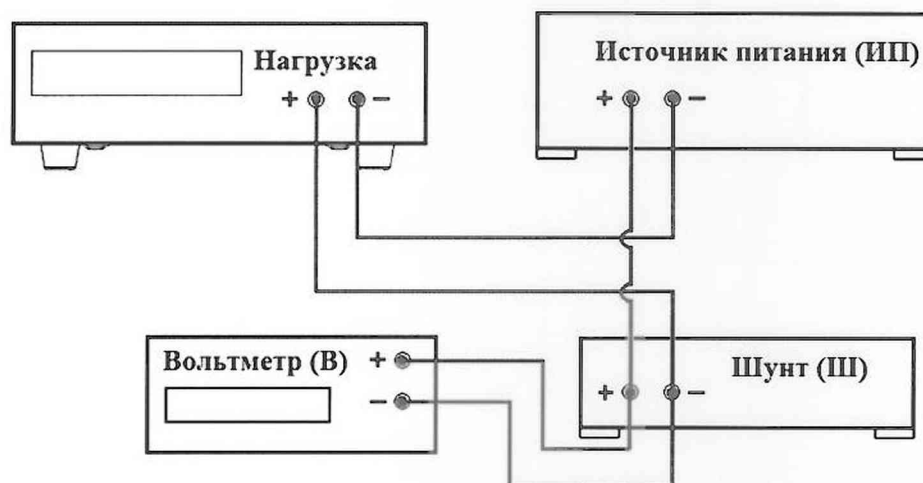 Нагрузка
+ −
Источник питания (ИП)
+ −
Вольтметр (В)
+
−
Шунт (Ш)
+ −